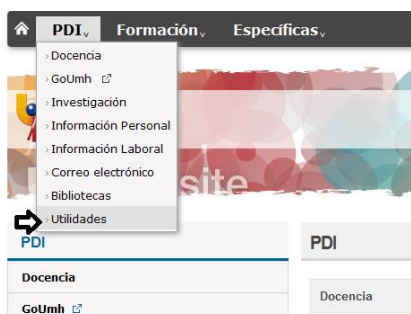 PDI Formación Específicas
Docencia
GoUmh
Investigación
Información Personal
Información Laboral
Correo electrónico
Bibliotecas
Utilidades
site
PDI
PDI
Docencia
Docencia
GoUmh